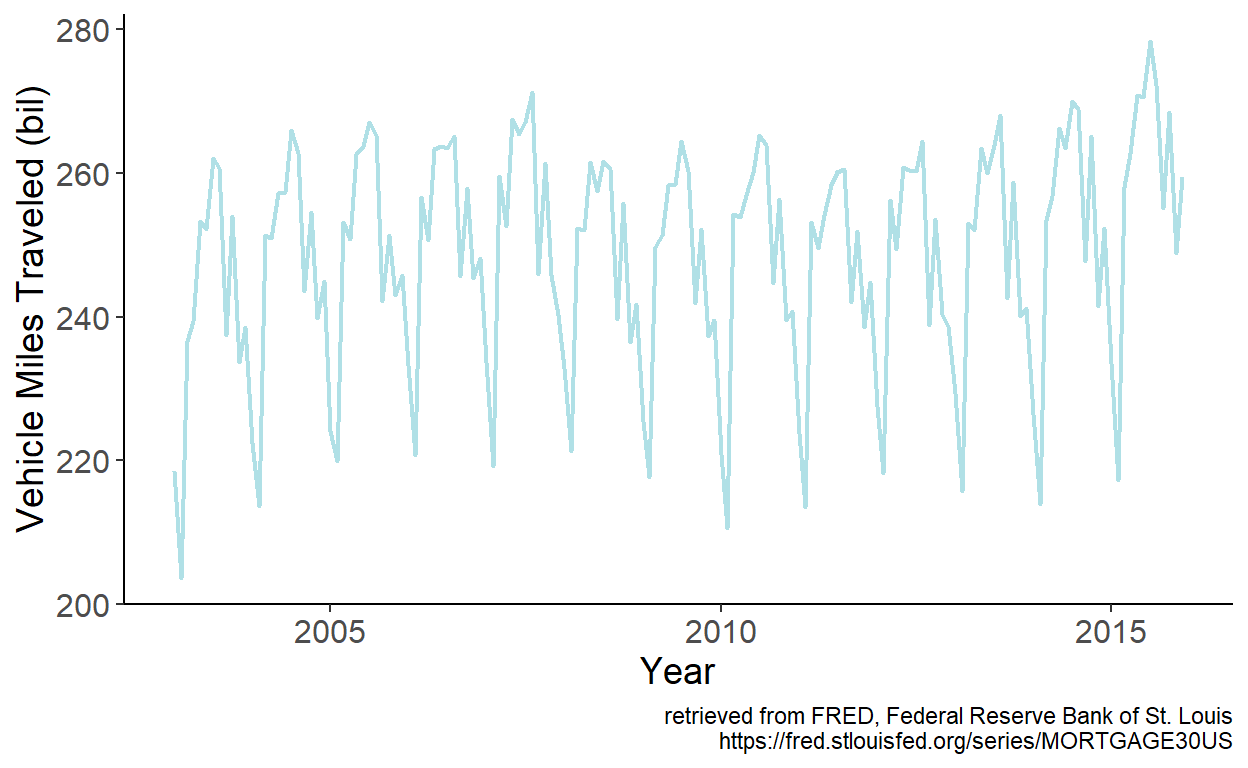 Vehicle Miles Traveled (bil)
280
260
240
220
200
2005 2010 2015
Year
retrieved from FRED, Federal Reserve Bank of St. Louis
https://fred.stlouisfed.org/series/MORTGAGE30US